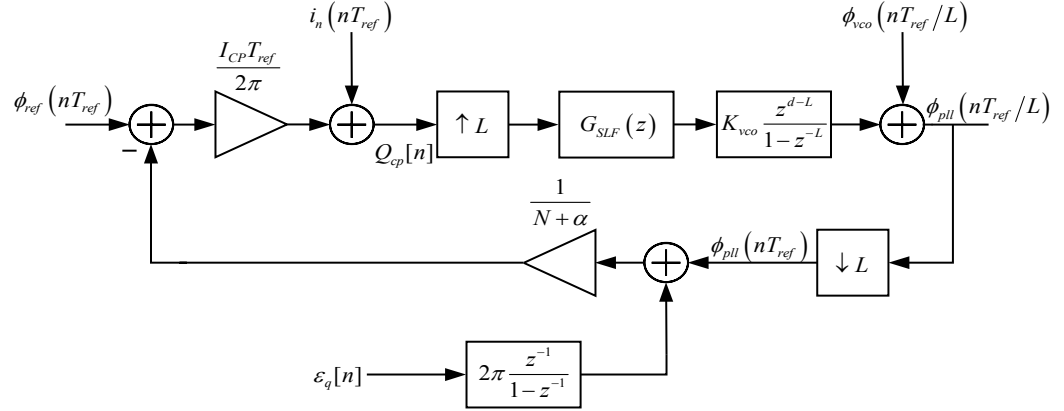 i_n(nT_ref)
ϕ_vco(nT_ref/L)
I_CP T_ref
2π
ϕ_ref(nT_ref)
+
+
↑L
G_SLF(z)
K_vco z^{d-L}
1-z^{-L}
+
ϕ_pll(nT_ref/L)
−
Q_cp[n]
1
N+α
+
ϕ_pll(nT_ref)
↓L
ε_q[n]
2π z^{-1}
1-z^{-1}